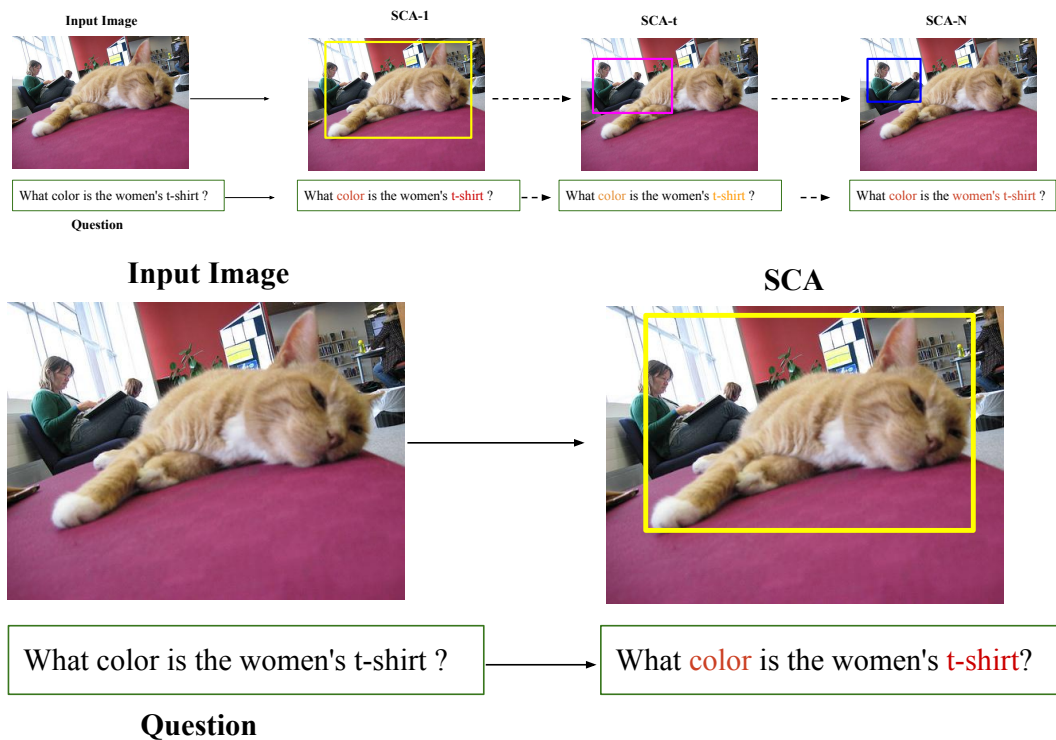 Input Image
SCA-1
SCA-t
SCA-N
What color is the women's t-shirt ?
What color is the women's t-shirt ?
What color is the women's t-shirt ?
What color is the women's t-shirt ?
Question
Input Image
SCA
What color is the women's t-shirt ?
What color is the women's t-shirt?
Question